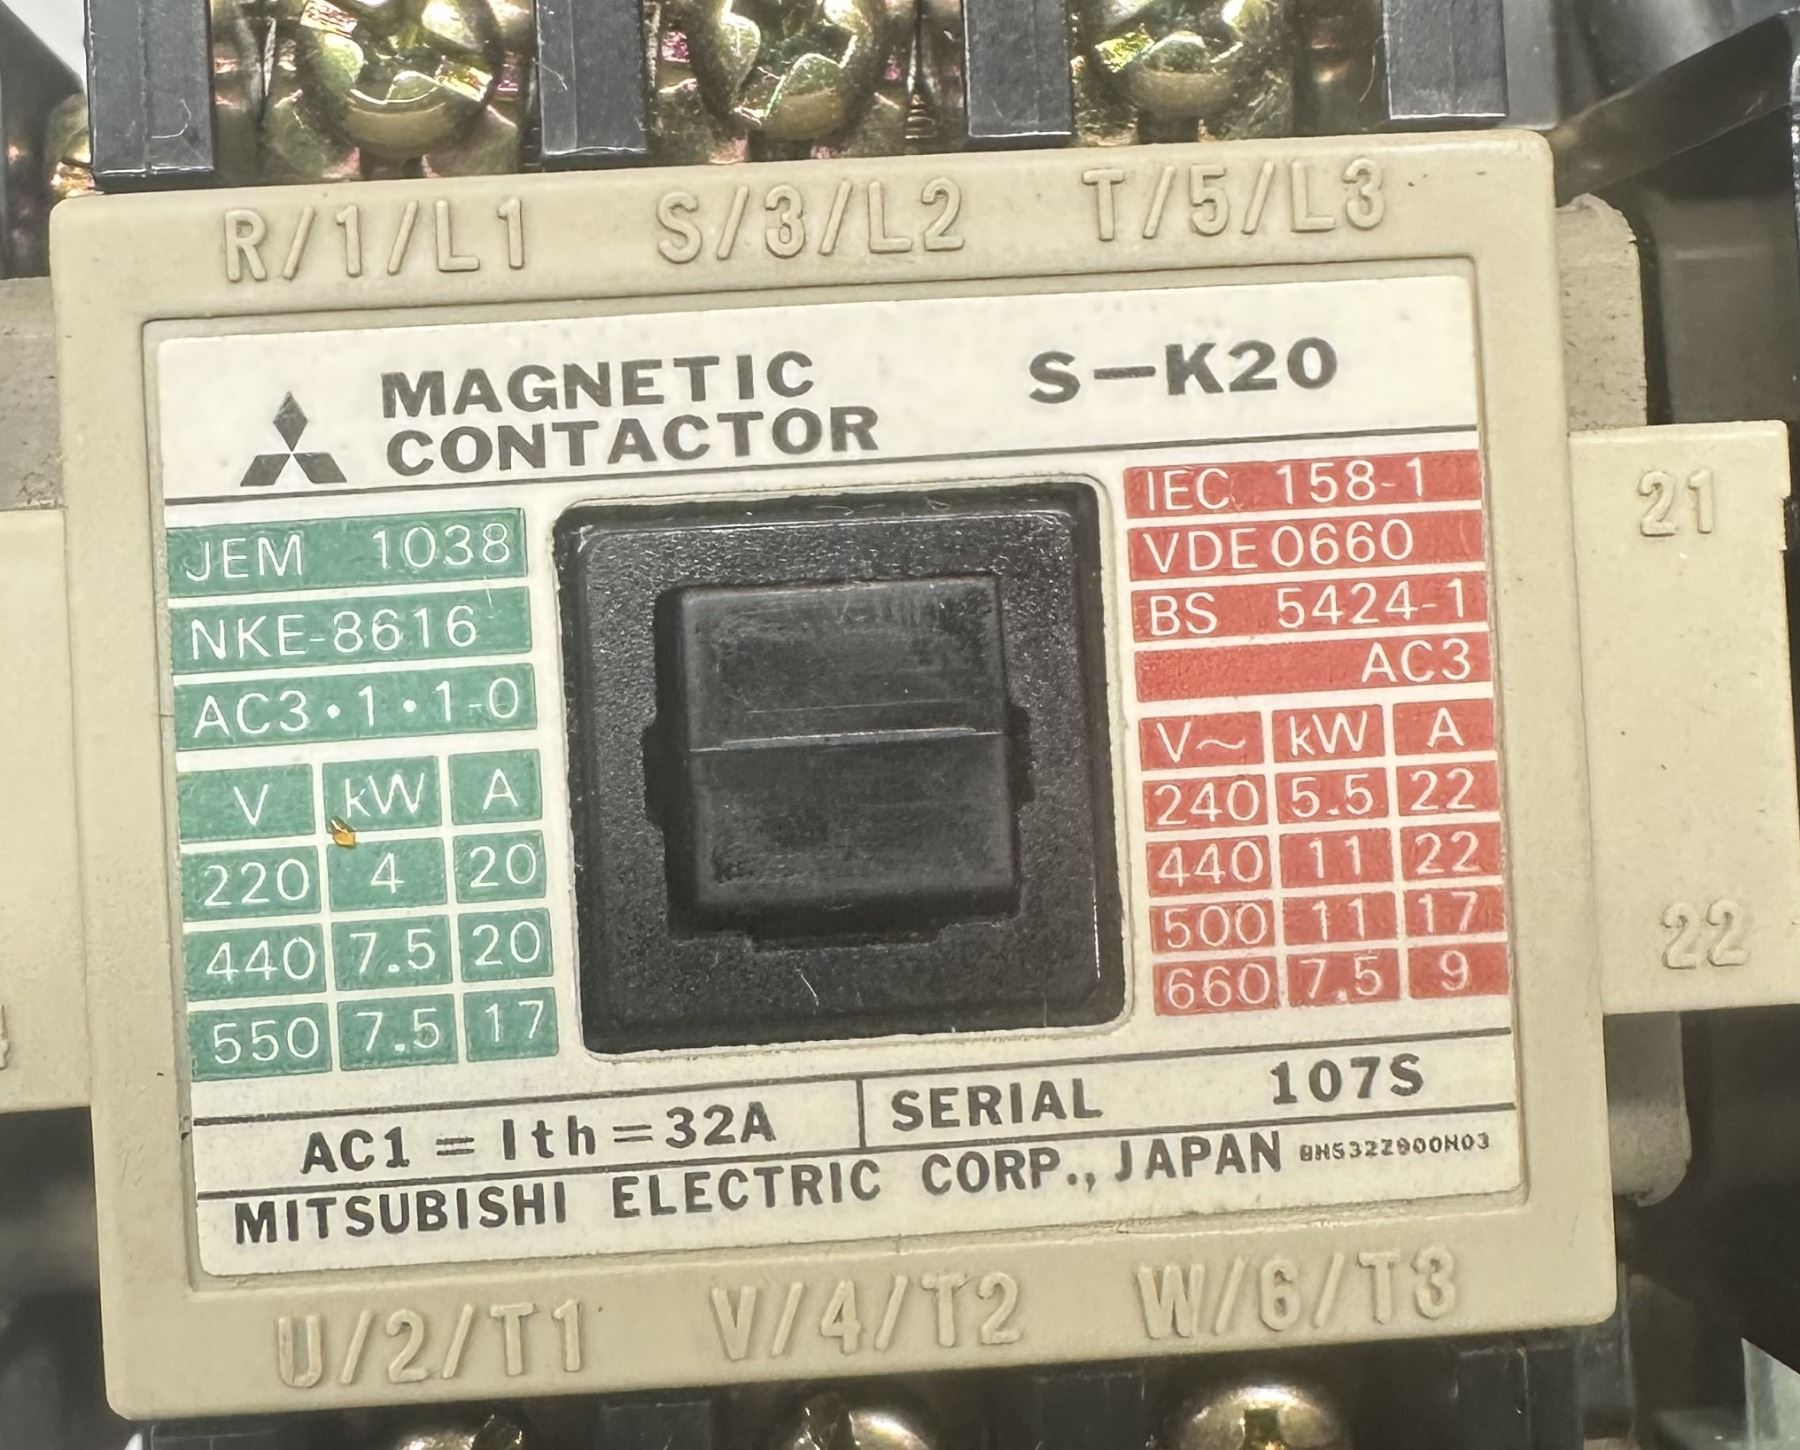 R/1/L1 S/3/L2 T/5/L3
MAGNETIC
CONTACTOR
S-K20
JEM 1038
NKE-8616
AC3・1・1-0
V kW A
220 4 20
440 7.5 20
550 7.5 17
IEC 158-1
VDE 0660
BS 5424-1
AC3
V~ kW A
240 5.5 22
440 11 22
500 11 17
660 7.5 9
21
22
AC1=Ith=32A
SERIAL 107S
MITSUBISHI ELECTRIC CORP., JAPAN
U/2/T1 V/4/T2 W/6/T3